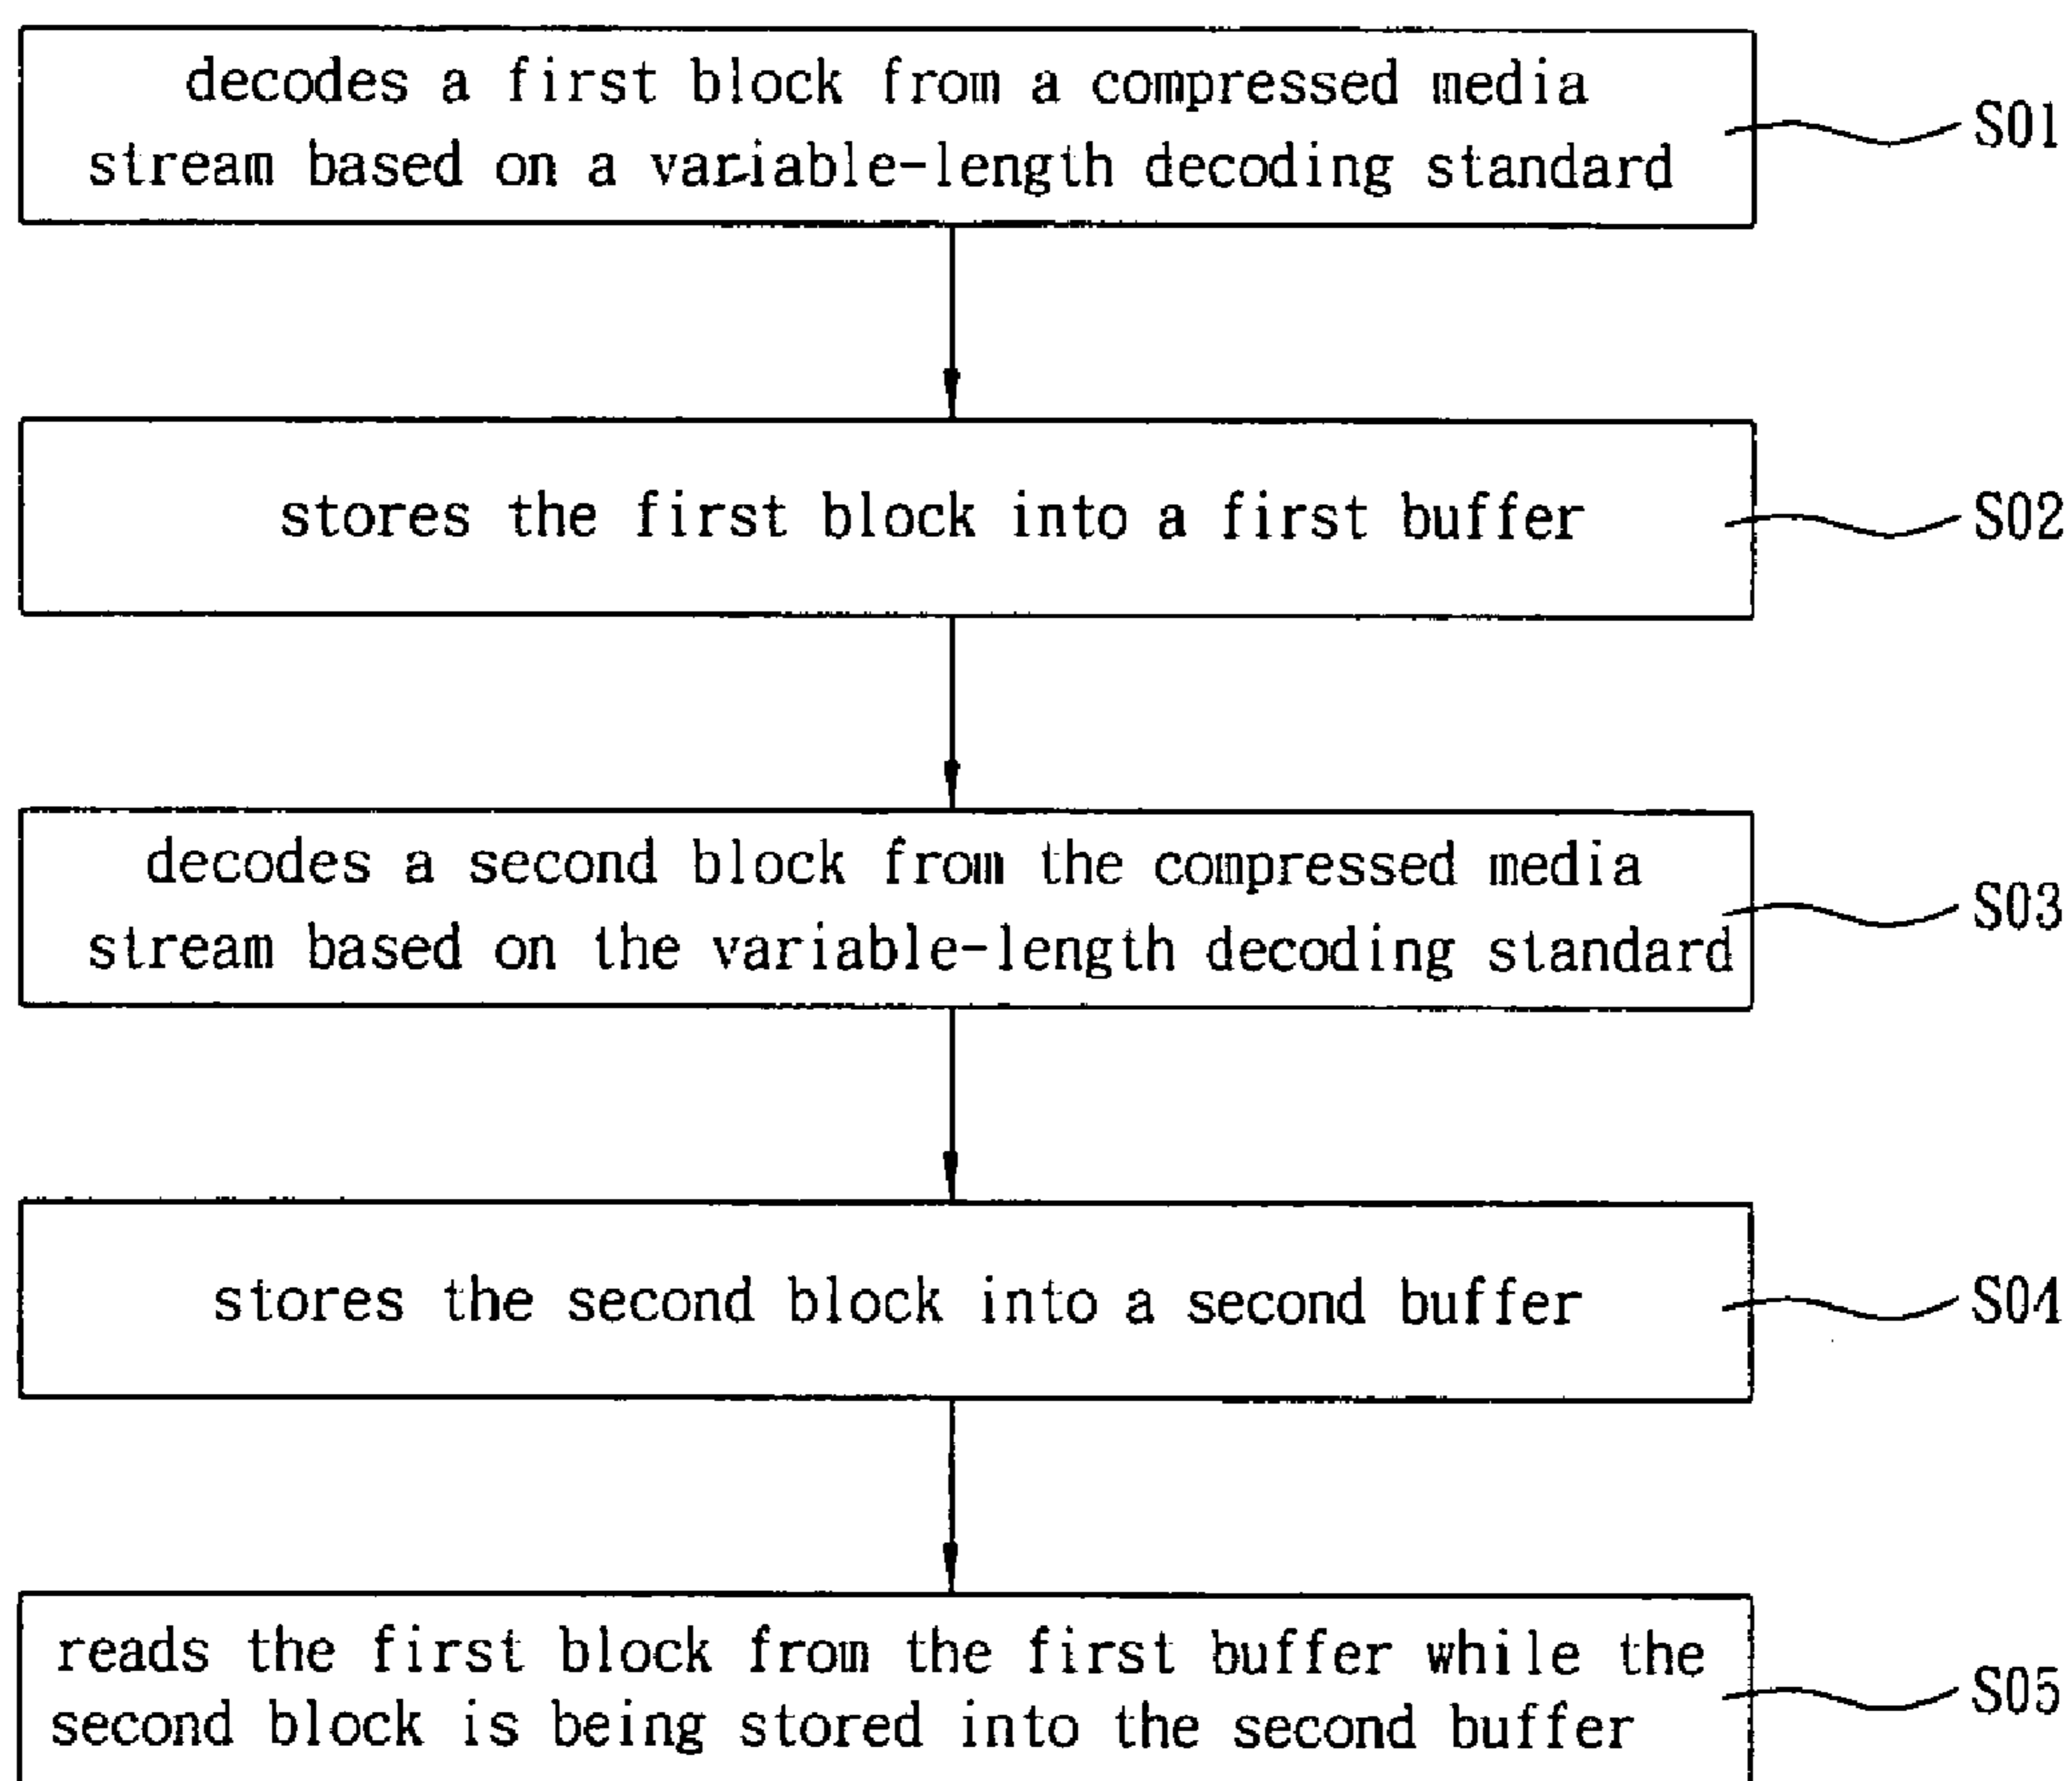 decodes a first block from a compressed media
stream based on a variable-length decoding standard
S01
stores the first block into a first buffer
S02
decodes a second block from the compressed media
stream based on the variable-length decoding standard
S03
stores the second block into a second buffer
S04
reads the first block from the first buffer while the
second block is being stored into the second buffer
S05